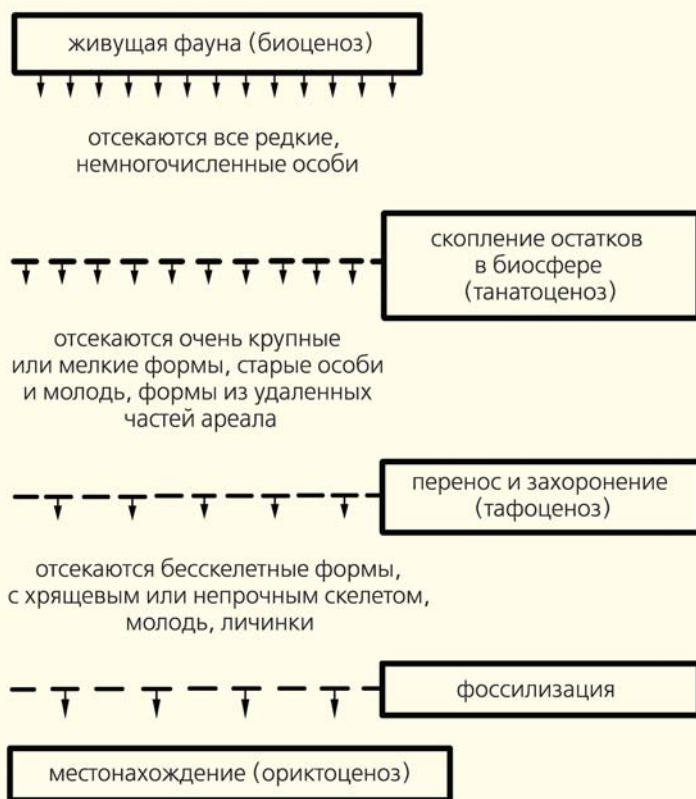 живущая фауна (биоценоз)
отсекаются все редкие,
немногочисленные особи
скопление остатков
в биосфере
(танатоценоз)
отсекаются очень крупные
или мелкие формы, старые особи
и молодь, формы из удаленных
частей ареала
перенос и захоронение
(тафоценоз)
отсекаются бесскелетные формы,
с хрящевым или непрочным скелетом,
молодь, личинки
фоссилизация
местонахождение (ориктоценоз)